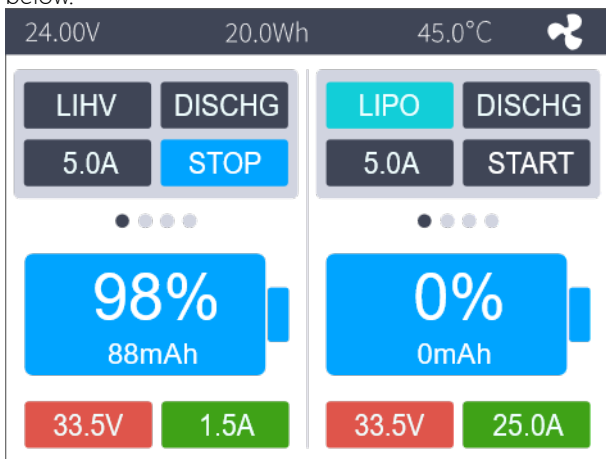 below.
24.00V 20.0Wh 45.0°C
LIHV DISCHG
5.0A STOP
98%
88mAh
33.5V 1.5A
LIPO DISCHG
5.0A START
0%
0mAh
33.5V 25.0A